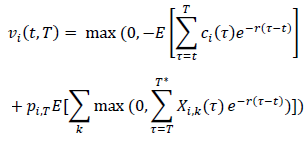 v_i(t,T) = max (0, −E [∑_{τ=t}^{T} c_i(τ)e^{−r(τ−t)}]
+ p_{i,T}E[∑_k max (0, ∑_{τ=T}^{T*} X_{i,k}(τ) e^{−r(τ−t)})])